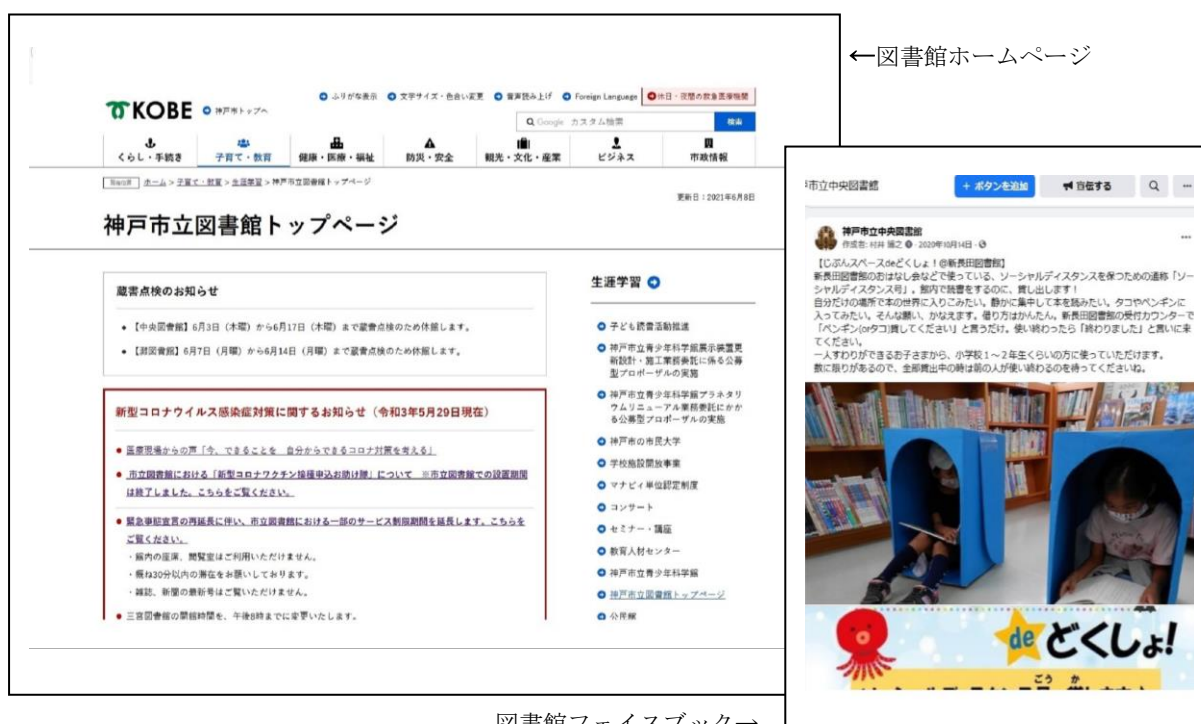 ←図書館ホームページ
ふりがな表示 文字サイズ・色合い変更 音声読み上げ Foreign Language 休日・夜間の救急医療機関
KOBE 神戸市トップへ
Google カスタム検索 検索
くらし・手続き 子育て・教育 健康・医療・福祉 防災・安全 観光・文化・産業 ビジネス 市政情報
ホーム > 子育て・教育 > 生涯学習 > 神戸市立図書館トップページ
更新日：2021年6月8日
神戸市立図書館トップページ
蔵書点検のお知らせ
【中央図書館】6月3日（木曜）から6月17日（木曜）まで蔵書点検のため休館します。
【灘図書館】6月7日（月曜）から6月14日（月曜）まで蔵書点検のため休館します。
新型コロナウイルス感染症対策に関するお知らせ（令和3年5月29日現在）
医療現場からの声「今、できることを 自分からできるコロナ対策を考える」
市立図書館における「新型コロナワクチン接種申込お助け隊」について ※市立図書館での設置期間
は終了しました。こちらをご覧ください。
緊急事態宣言の再延長に伴い、市立図書館における一部のサービス制限期間を延長します。こちらを
ご覧ください。
・館内の座席、閲覧室はご利用いただけません。
・概ね30分以内の滞在をお願いしております。
・雑誌、新聞の最新号はご覧いただけません。
三宮図書館の開館時間を、午後8時までに変更いたします。
生涯学習
子ども読書活動推進
神戸市立青少年科学館展示装置更
新設計・施工業務委託に係る公募
型プロポーザルの実施
神戸市立青少年科学館プラネタリ
ウムリニューアル業務委託にかか
る公募型プロポーザルの実施
神戸市の市民大学
学校施設開放事業
マナビィ単位認定制度
コンサート
セミナー・講座
教育人材センター
神戸市立青少年科学館
神戸市立図書館トップページ
公民館
市立中央図書館 + ボタンを追加 宣伝する
神戸市立中央図書館
2020年10月14日
【じぶんスペースdeどくしょ！@新長田図書館】
新長田図書館のおはなし会などで使っている、ソーシャルディスタンスを保つための通称「ソー
シャルディスタンス号」。館内で読書をするのに、貸し出します！
自分だけの場所で本の世界に入りこみたい。静かに集中して本を読みたい。タコやペンギンに
入ってみたい。そんな願い、かなえます。借り方はかんたん。新長田図書館の受付カウンターで
「ペンギン(orタコ)貸してください」と言うだけ。使い終わったら「終わりました」と言いに来
てください。
一人すわりができるお子さまから、小学校１～２年生くらいの方に使っていただけます。
数に限りがあるので、全部貸出中の時は前の人が使い終わるのを待ってくださいね。
de どくしょ!
ごう か
図書館フェイスブック→